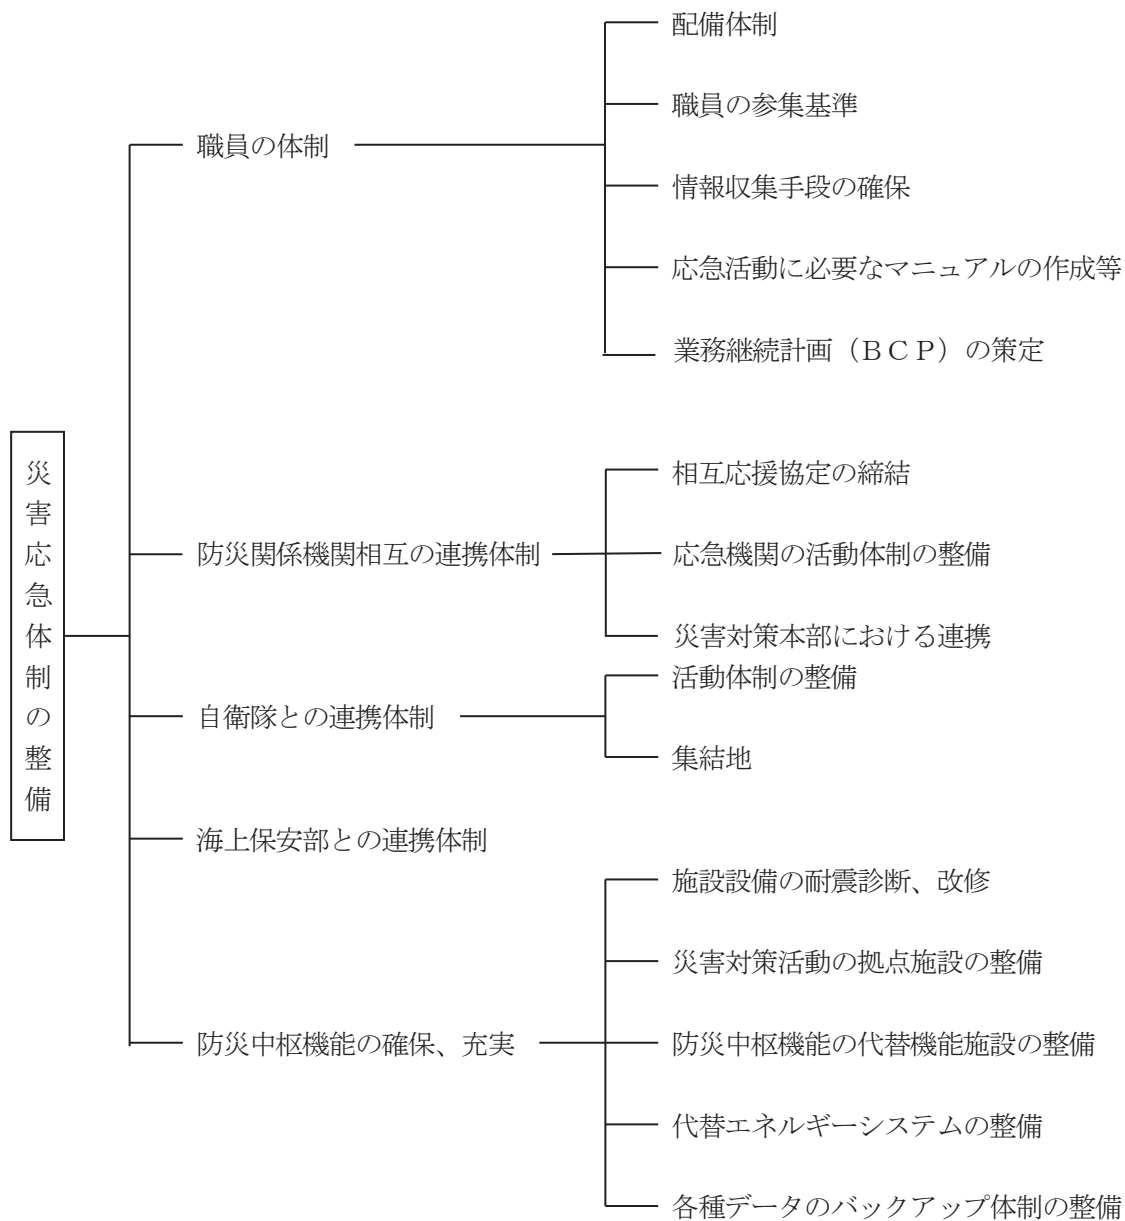 災害応急体制の整備
職員の体制
配備体制
職員の参集基準
情報収集手段の確保
応急活動に必要なマニュアルの作成等
業務継続計画（ＢＣＰ）の策定
防災関係機関相互の連携体制
相互応援協定の締結
応急機関の活動体制の整備
災害対策本部における連携
自衛隊との連携体制
活動体制の整備
集結地
海上保安部との連携体制
防災中枢機能の確保、充実
施設設備の耐震診断、改修
災害対策活動の拠点施設の整備
防災中枢機能の代替機能施設の整備
代替エネルギーシステムの整備
各種データのバックアップ体制の整備